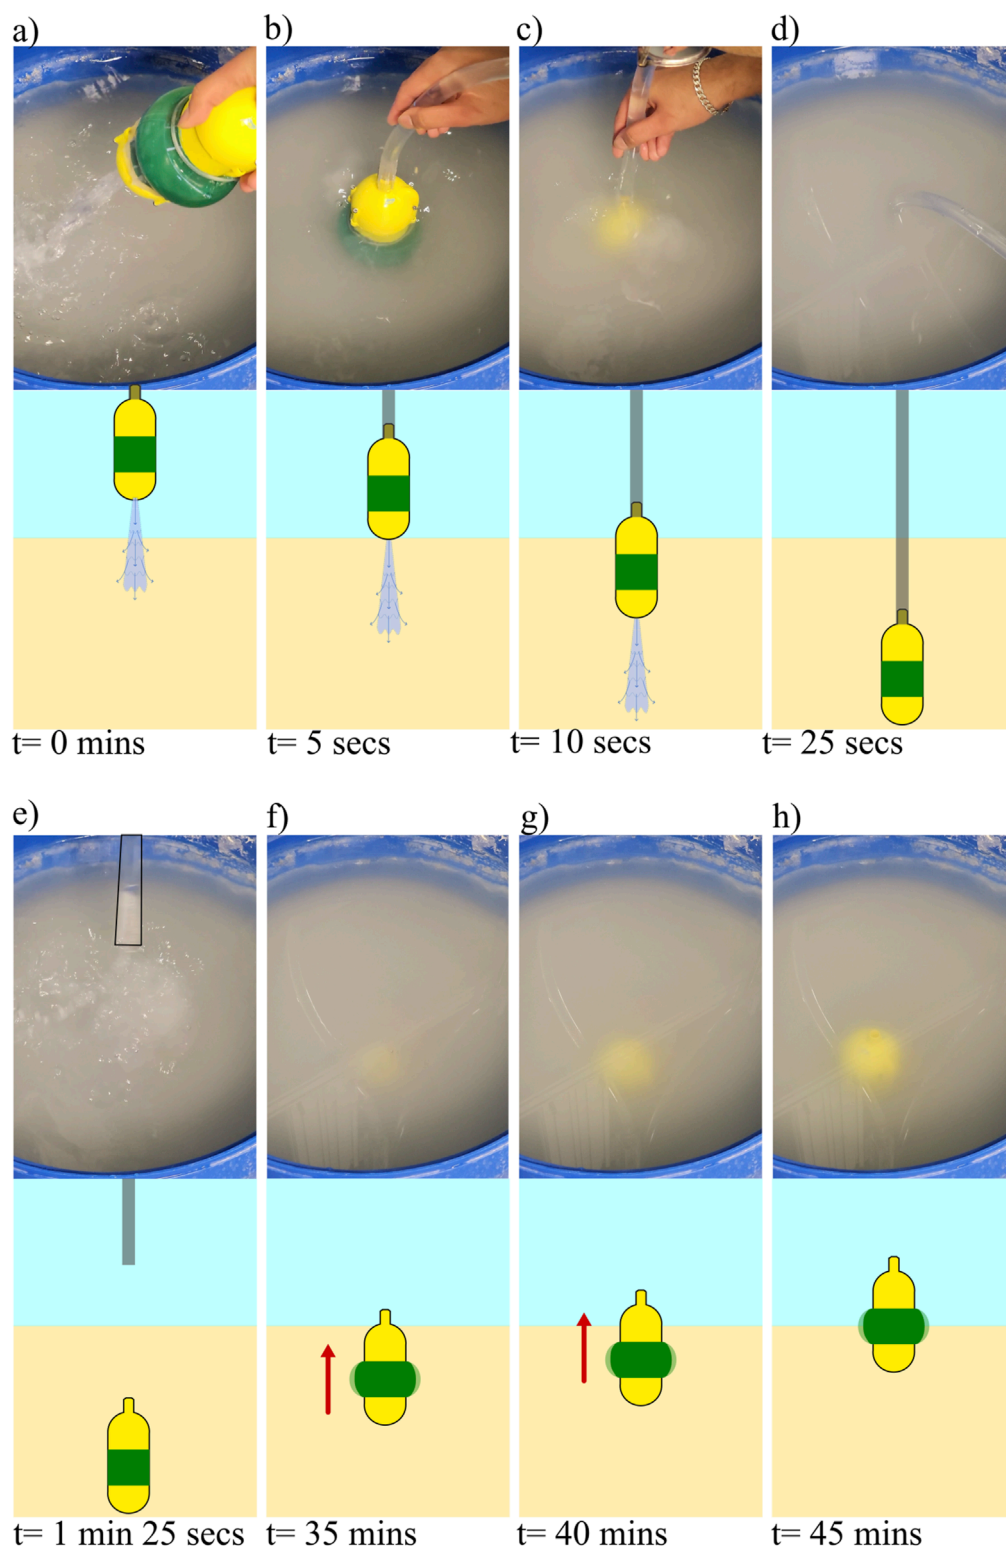 a)
b)
c)
d)
t= 0 mins
t= 5 secs
t= 10 secs
t= 25 secs
e)
f)
g)
h)
t= 1 min 25 secs
t= 35 mins
t= 40 mins
t= 45 mins